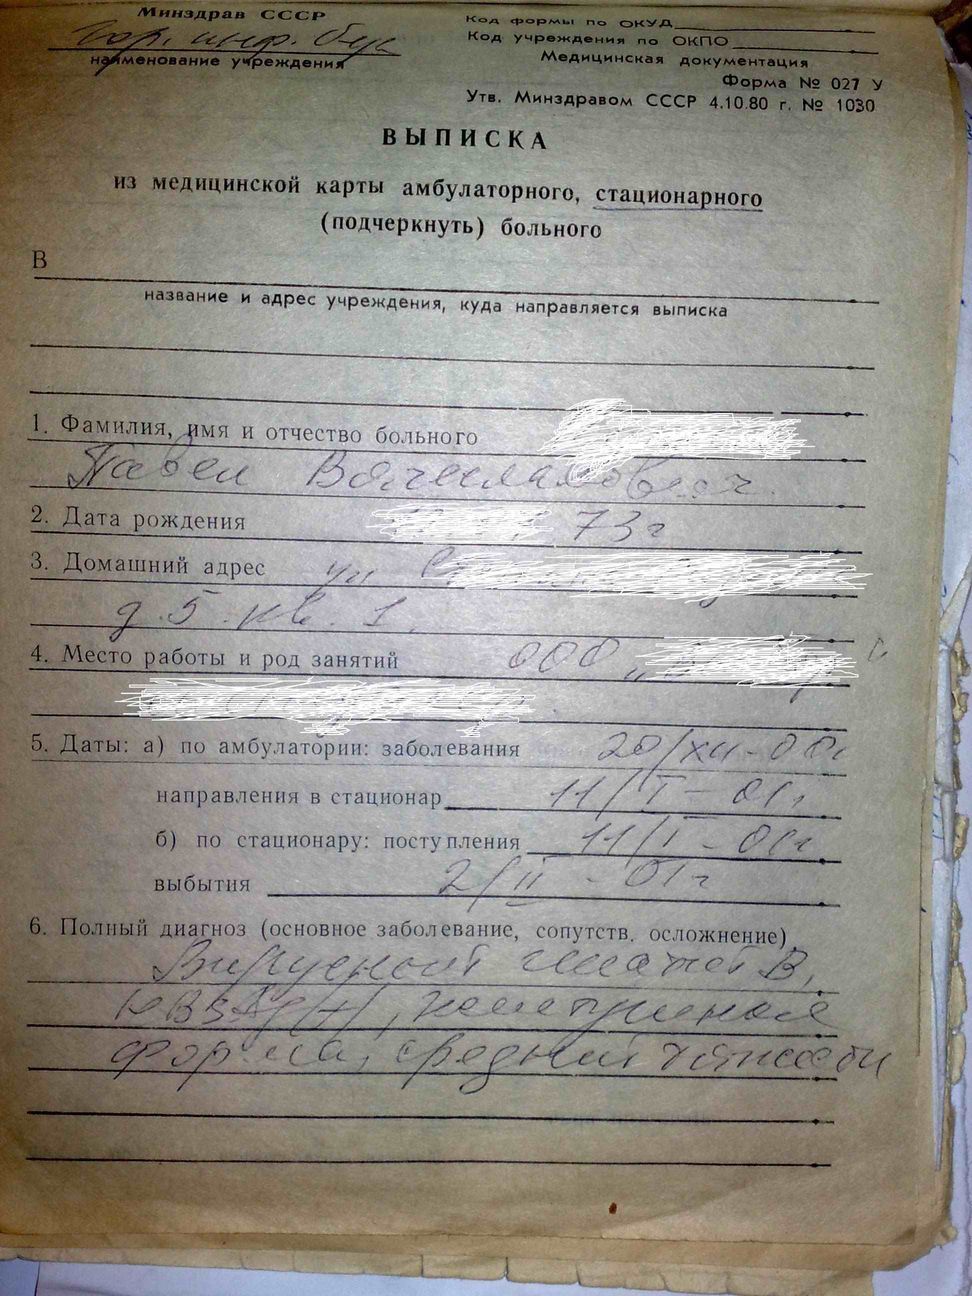 Минздрав СССР
Гор. инф. б-ца
наименование учреждения
Код формы по ОКУД
Код учреждения по ОКПО
Медицинская документация
Форма № 027 У
Утв. Минздравом СССР 4.10.80 г. № 1030
ВЫПИСКА
из медицинской карты амбулаторного, стационарного
(подчеркнуть) больного
В
название и адрес учреждения, куда направляется выписка
1. Фамилия, имя и отчество больного
Павел Вячеславович
2. Дата рождения 73 г
3. Домашний адрес ул
д. 5. кв. 1.
4. Место работы и род занятий ООО "
5. Даты: а) по амбулатории: заболевания 20/XII-00г
направления в стационар 11/I-01г
б) по стационару: поступления 11/I-01г
выбытия 2/II-01г
6. Полный диагноз (основное заболевание, сопутств. осложнение)
Вирусный гепатит В,
HBsAg (+), желтушная
форма, средней тяжести